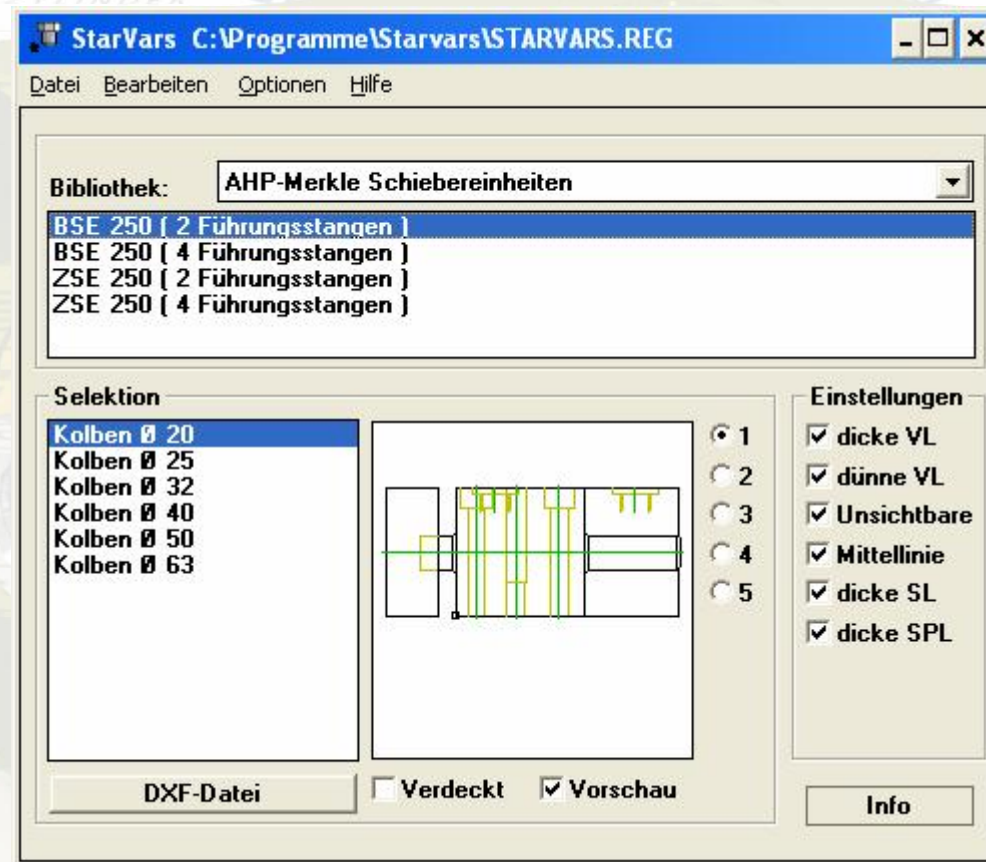 StarVars C:\Programme\Starvars\STARVARS.REG
Datei Bearbeiten Optionen Hilfe
Bibliothek: AHP-Merkle Schiebereinheiten
BSE 250 ( 2 Führungsstangen )
BSE 250 ( 4 Führungsstangen )
ZSE 250 ( 2 Führungsstangen )
ZSE 250 ( 4 Führungsstangen )
Selektion
Kolben Ø 20
Kolben Ø 25
Kolben Ø 32
Kolben Ø 40
Kolben Ø 50
Kolben Ø 63
1
2
3
4
5
DXF-Datei
Verdeckt
Vorschau
Einstellungen
dicke VL
dünne VL
Unsichtbare
Mittellinie
dicke SL
dicke SPL
Info